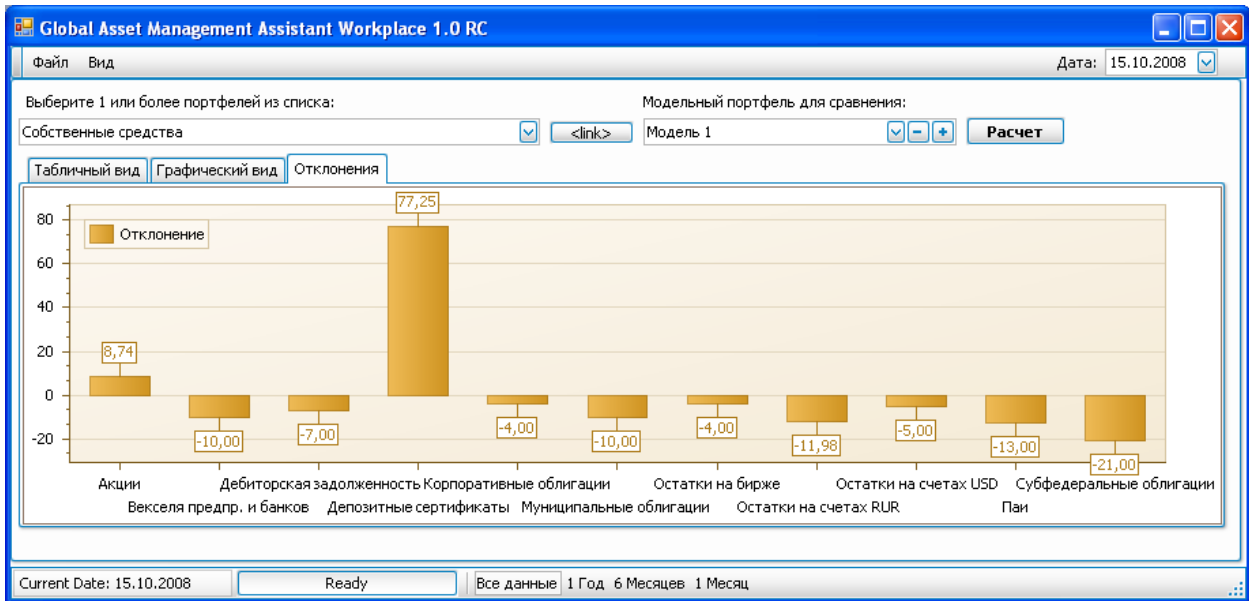 Global Asset Management Assistant Workplace 1.0 RC
Файл Вид
Дата: 15.10.2008
Выберите 1 или более портфелей из списка:
Модельный портфель для сравнения:
Собственные средства
<link>
Модель 1
Расчет
Табличный вид
Графический вид
Отклонения
77,25
80
Отклонение
60
40
20
8,74
0
-20
-10,00
-7,00
-4,00
-10,00
-4,00
-11,98
-5,00
-13,00
-21,00
Акции
Дебиторская задолженность
Корпоративные облигации
Остатки на бирже
Остатки на счетах USD
Субфедеральные облигации
Векселя предпр. и банков
Депозитные сертификаты
Муниципальные облигации
Остатки на счетах RUR
Паи
Current Date: 15.10.2008
Ready
Все данные
1 Год
6 Месяцев
1 Месяц